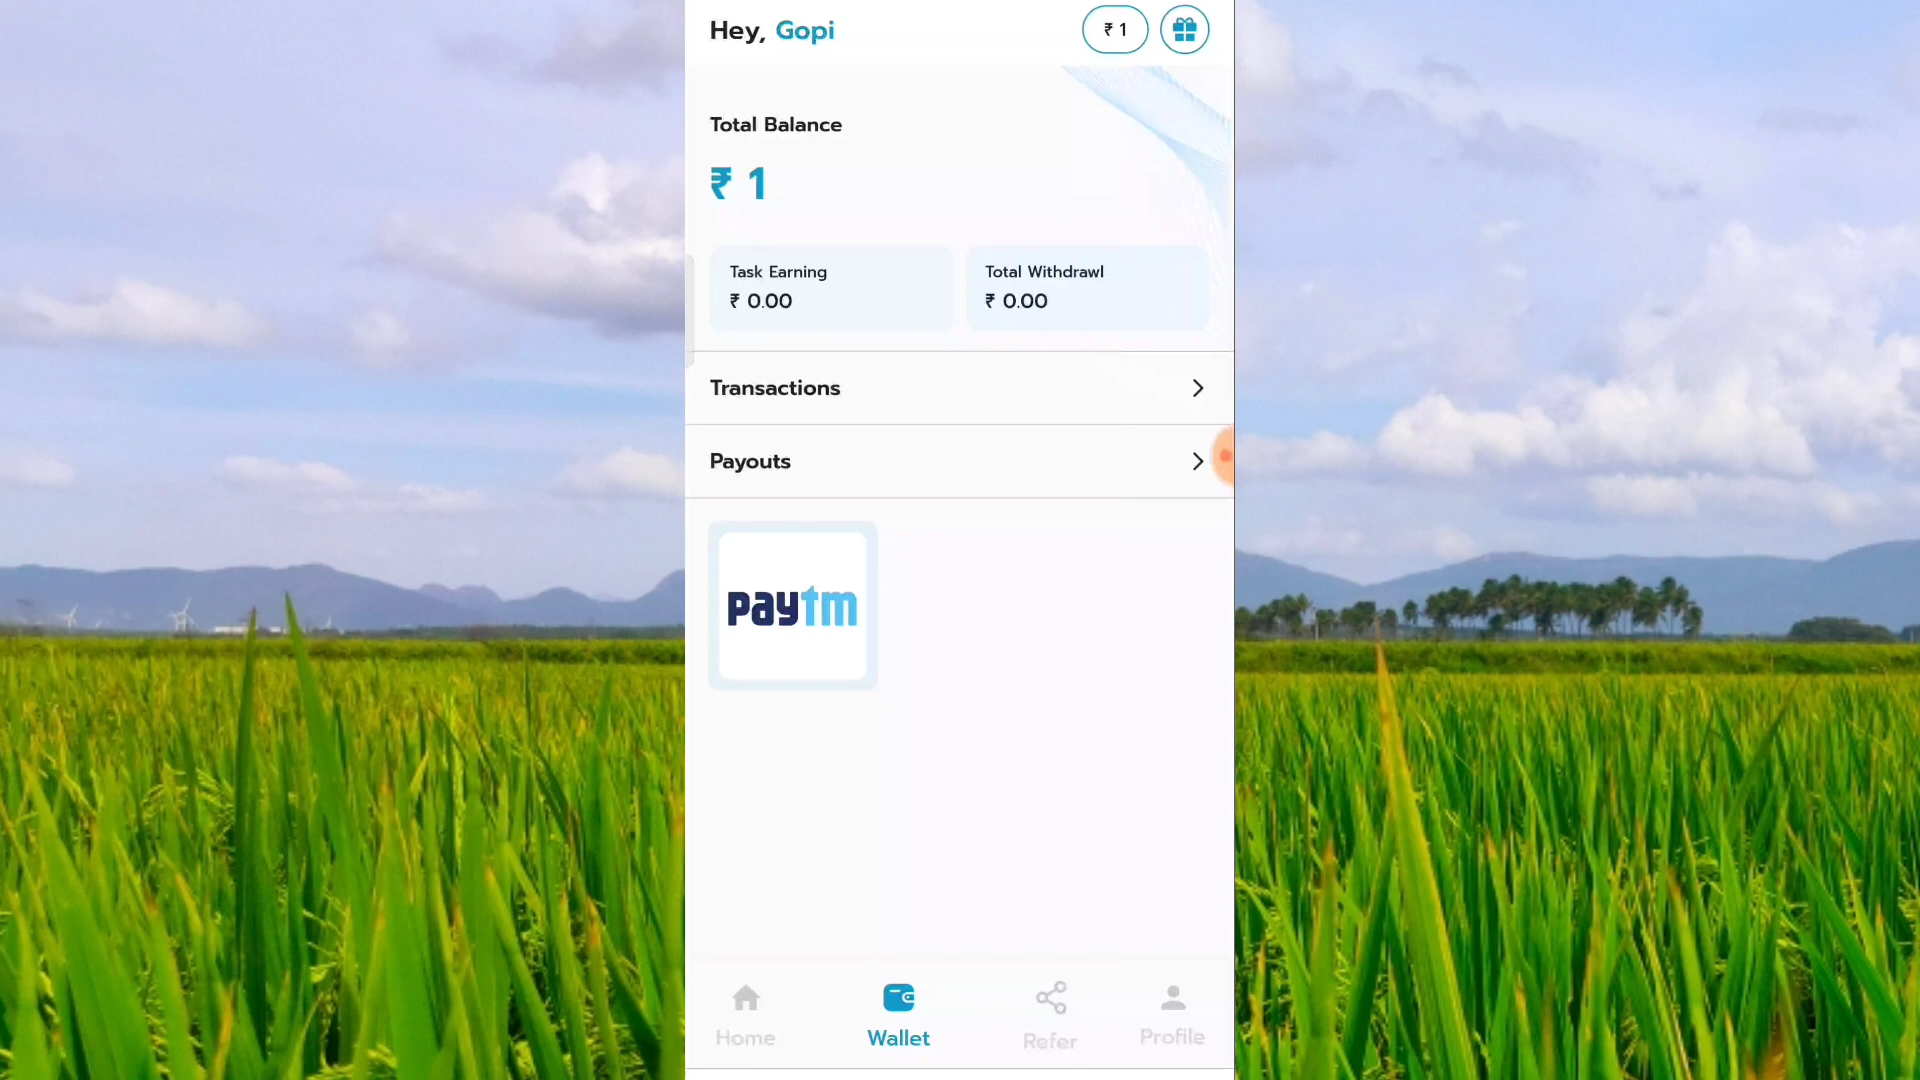 Hey, Gopi
₹ 1
Total Balance
₹ 1
Task Earning
₹ 0.00
Total Withdrawl
₹ 0.00
Transactions
Payouts
paytm
Home
Wallet
Refer
Profile